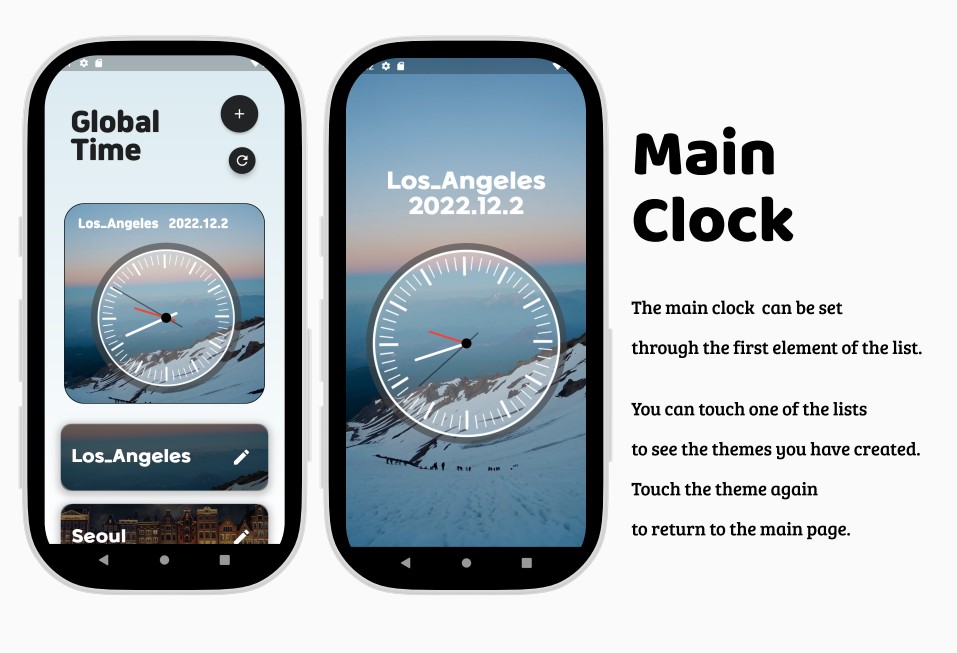 Global
Time
Los_Angeles 2022.12.2
Los_Angeles
Seoul
Los_Angeles
2022.12.2
Main
Clock
The main clock can be set
through the first element of the list.
You can touch one of the lists
to see the themes you have created.
Touch the theme again
to return to the main page.